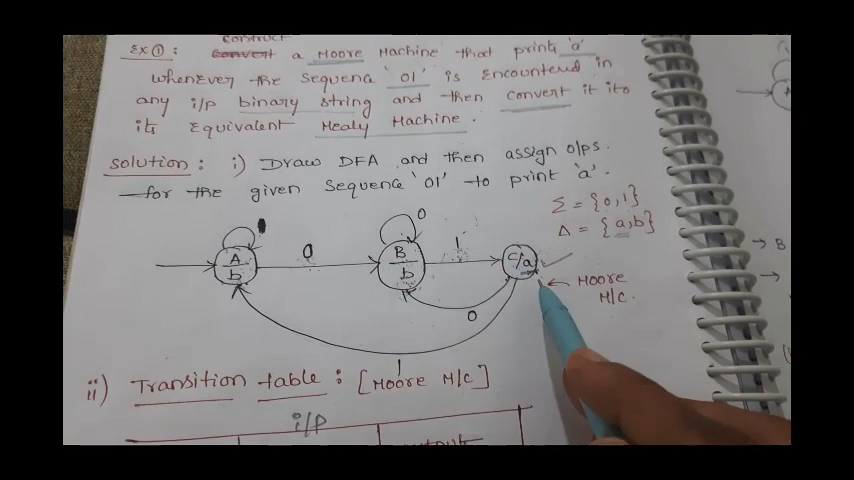 construct
Ex ① : Convert a Moore Machine that print 'a'
whenever the sequence '01' is encountered in
any i/p binary string and then convert it ito
its equivalent Mealy Machine.
solution : i) Draw DFA and then assign o/ps.
for the given sequence '01' to print 'a'.
Σ = {0,1}
Δ = {a,b}
0
0
1
A
b
B
b
C/a
→ B
←
Moore
M/C.
0
1
ii) Transition table : [Moore M/C]
i/p